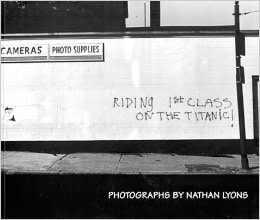 CAMERAS PHOTO SUPPLIES
RIDING 1st CLASS
ON THE TITANIC!
PHOTOGRAPHS BY NATHAN LYONS